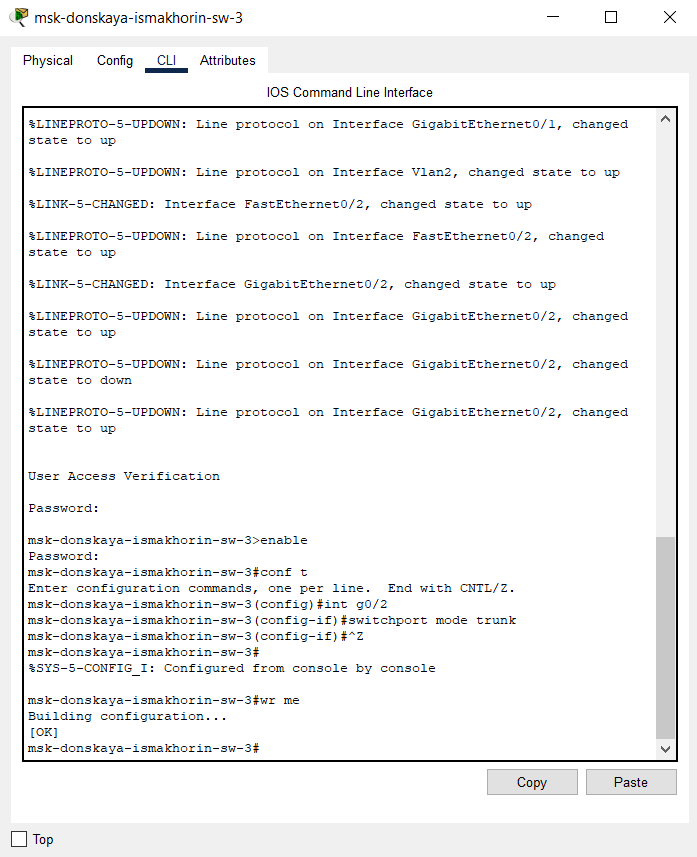 msk-donskaya-ismakhorin-sw-3
Physical Config CLI Attributes
IOS Command Line Interface
%LINEPROTO-5-UPDOWN: Line protocol on Interface GigabitEthernet0/1, changed
state to up
%LINEPROTO-5-UPDOWN: Line protocol on Interface Vlan2, changed state to up
%LINK-5-CHANGED: Interface FastEthernet0/2, changed state to up
%LINEPROTO-5-UPDOWN: Line protocol on Interface FastEthernet0/2, changed
state to up
%LINK-5-CHANGED: Interface GigabitEthernet0/2, changed state to up
%LINEPROTO-5-UPDOWN: Line protocol on Interface GigabitEthernet0/2, changed
state to up
%LINEPROTO-5-UPDOWN: Line protocol on Interface GigabitEthernet0/2, changed
state to down
%LINEPROTO-5-UPDOWN: Line protocol on Interface GigabitEthernet0/2, changed
state to up
User Access Verification
Password:
msk-donskaya-ismakhorin-sw-3>enable
Password:
msk-donskaya-ismakhorin-sw-3#conf t
Enter configuration commands, one per line.  End with CNTL/Z.
msk-donskaya-ismakhorin-sw-3(config)#int g0/2
msk-donskaya-ismakhorin-sw-3(config-if)#switchport mode trunk
msk-donskaya-ismakhorin-sw-3(config-if)#^Z
msk-donskaya-ismakhorin-sw-3#
%SYS-5-CONFIG_I: Configured from console by console
msk-donskaya-ismakhorin-sw-3#wr me
Building configuration...
[OK]
msk-donskaya-ismakhorin-sw-3#
Copy Paste
Top